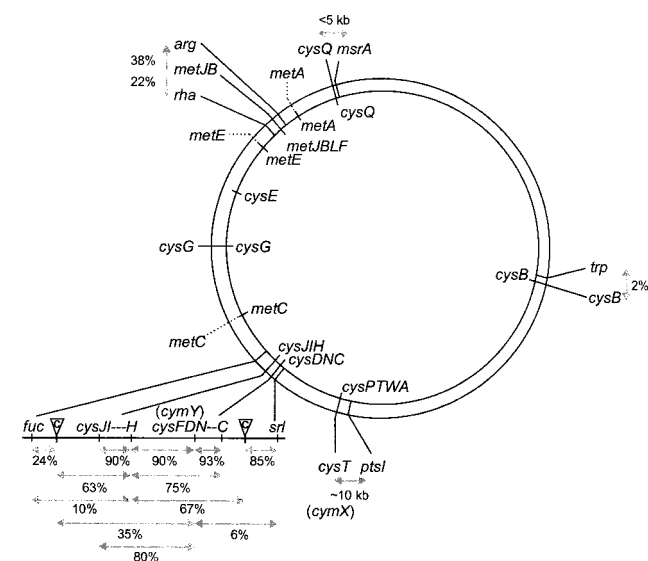 <5 kb
cysQ msrA
arg
38%
metJB
22%
rha
metA
cysQ
metA
metJBLF
metE
metE
cysE
cysG
cysG
cysB
trp
2%
cysB
metC
metC
cysJIH
cysDNC
cysPTWA
(cymY)
fuc C cysJI---H cysFDN--C C srl
24% 90% 90% 93% 85%
63% 75%
10% 67%
35% 6%
80%
cysT ptsI
~10 kb
(cymX)